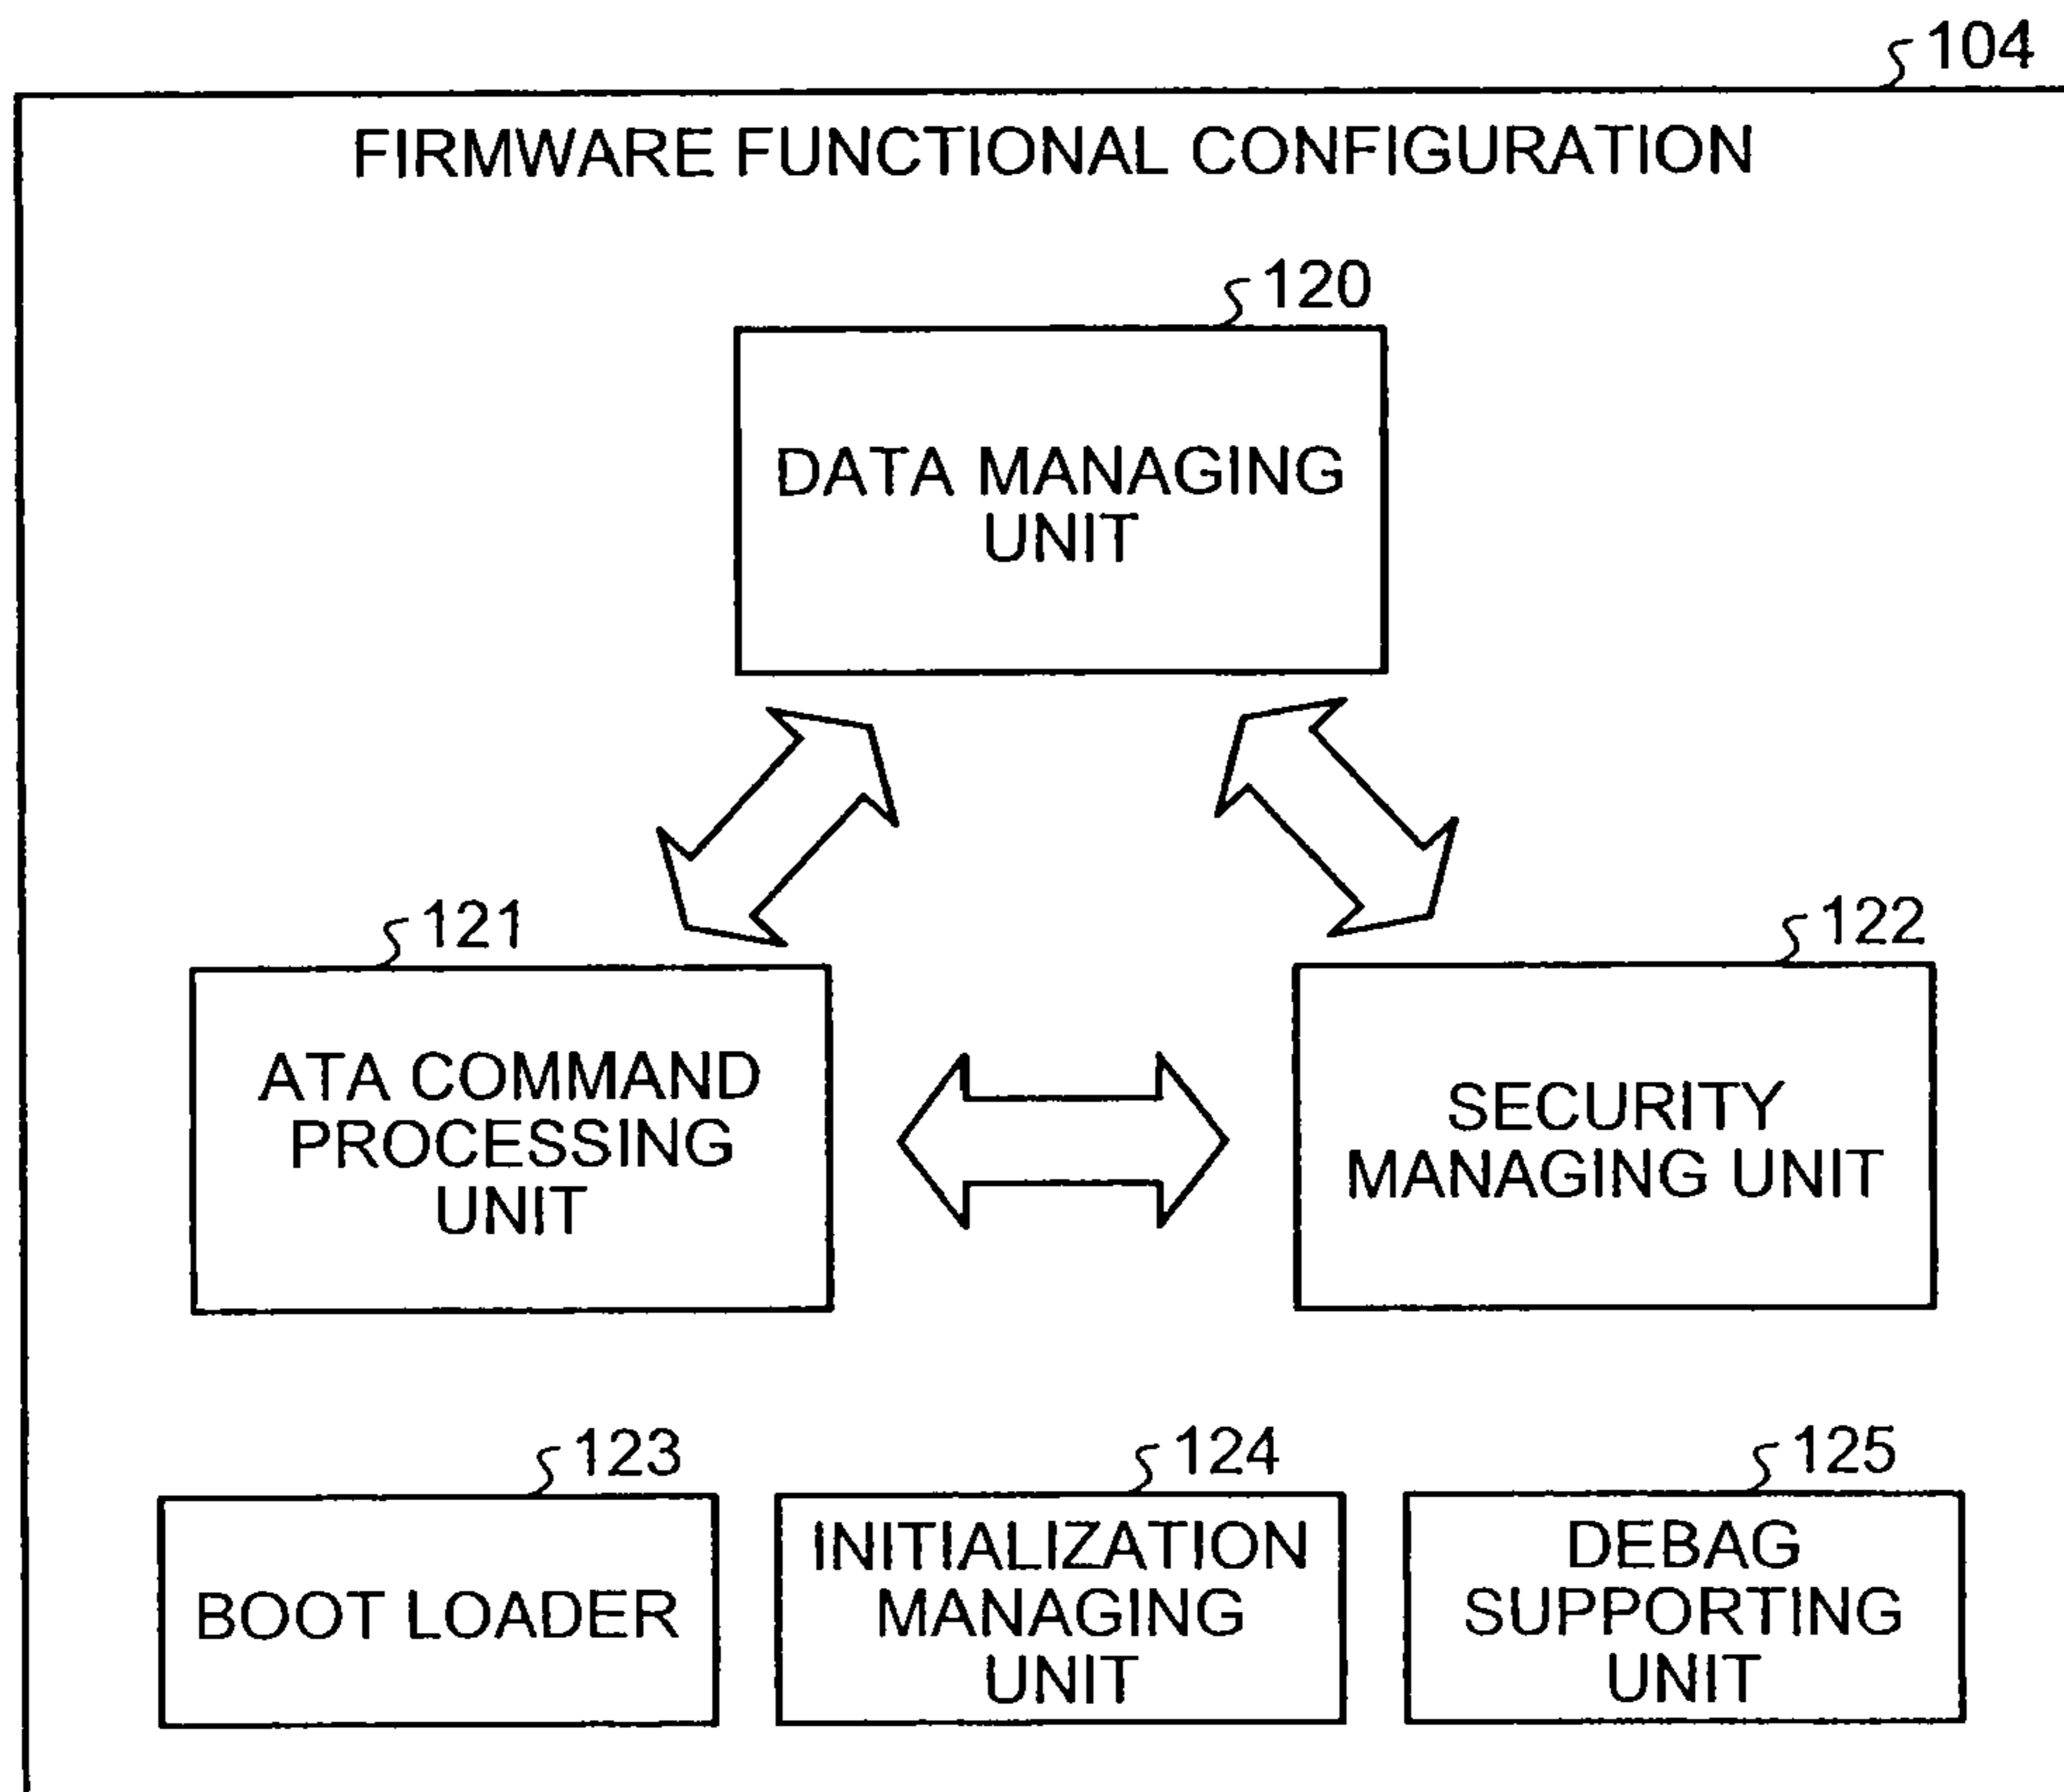 104
FIRMWARE FUNCTIONAL CONFIGURATION
120
DATA MANAGING
UNIT
121
ATA COMMAND
PROCESSING
UNIT
122
SECURITY
MANAGING UNIT
123
BOOT LOADER
124
INITIALIZATION
MANAGING
UNIT
125
DEBAG
SUPPORTING
UNIT